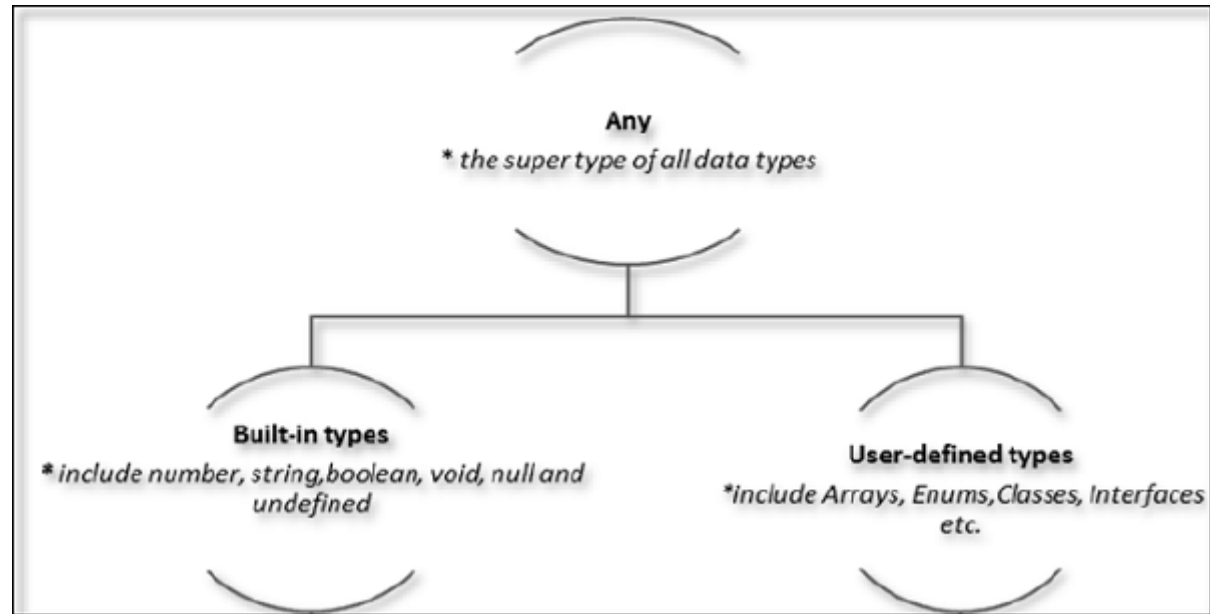 Any
* the super type of all data types
Built-in types
* include number, string,boolean, void, null and
undefined
User-defined types
*include Arrays, Enums,Classes, Interfaces
etc.